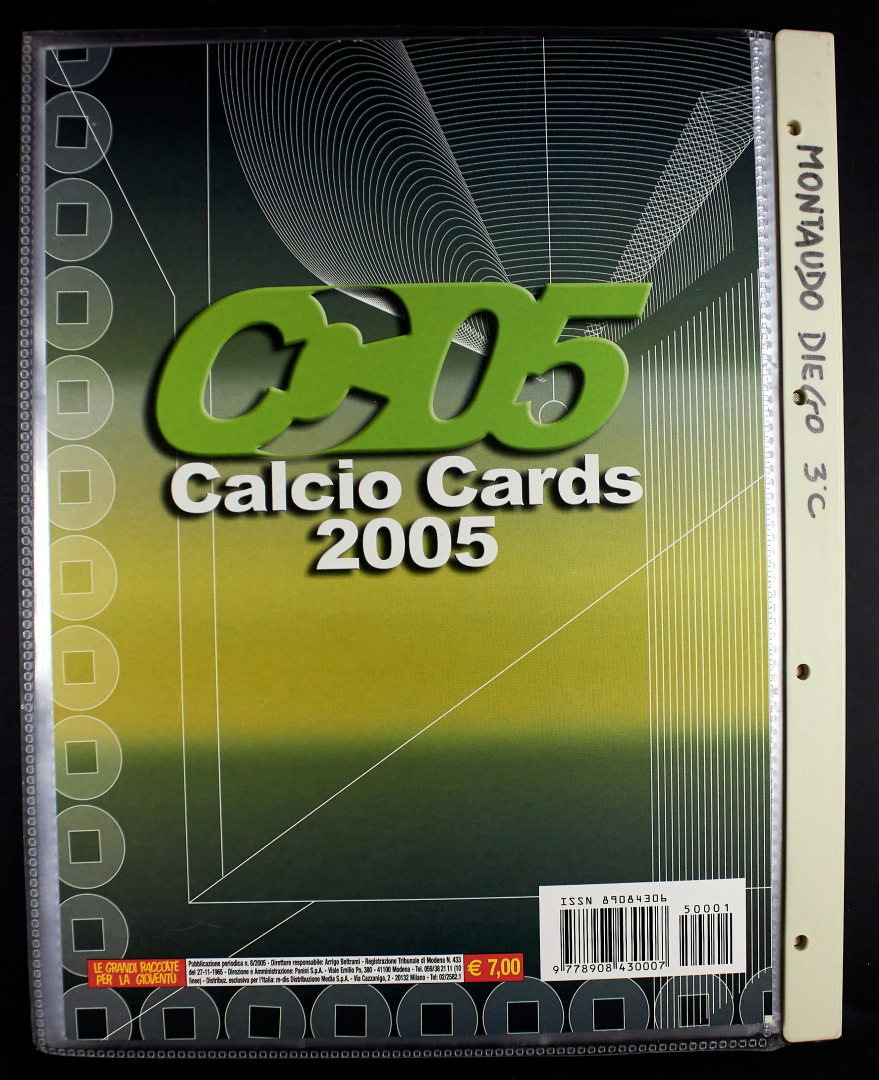 CC05
Calcio Cards
2005
MONTAUDO DIEGO 3°C
ISSN 89084306
50001
9 778908 430007
LE GRANDI RACCOLTE
PER LA GIOVENTÙ
Pubblicazione periodica n. 8/2005 - Direttore responsabile: Arrigo Beltrami - Registrazione Tribunale di Modena N. 433
del 27-11-1965 - Direzione e Amministrazione: Panini S.p.A. - Viale Emilio Po, 380 - 41100 Modena - Tel. 059/38 21 11 (10
linee) - Distribuz. esclusiva per l'Italia: m-dis Distribuzione Media S.p.A. - Via Cazzaniga, 2 - 20132 Milano - Tel: 02/2582.1
€ 7,00